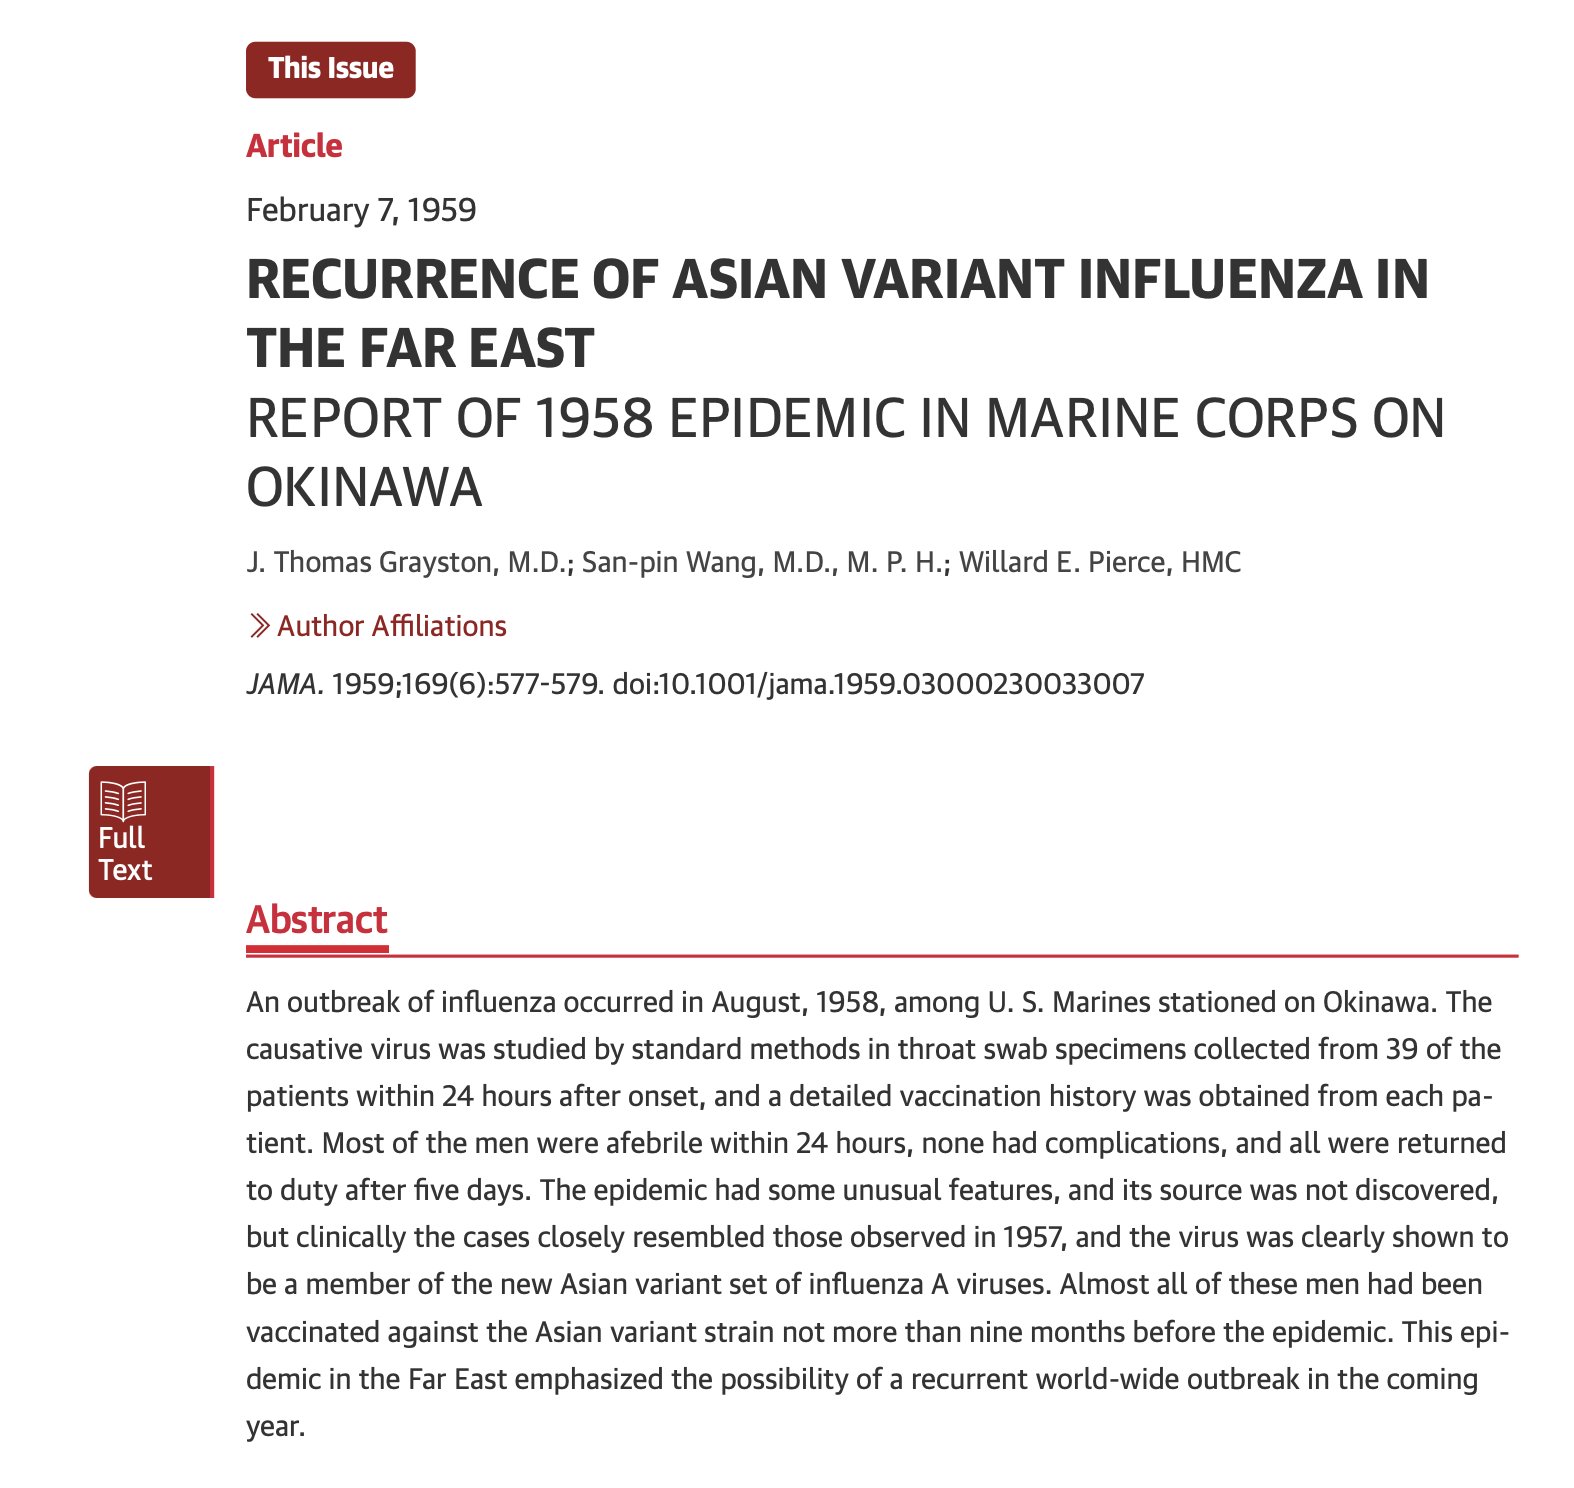 This Issue
Article
February 7, 1959
RECURRENCE OF ASIAN VARIANT INFLUENZA IN
THE FAR EAST
REPORT OF 1958 EPIDEMIC IN MARINE CORPS ON
OKINAWA
J. Thomas Grayston, M.D.; San-pin Wang, M.D., M. P. H.; Willard E. Pierce, HMC
Author Affiliations
JAMA. 1959;169(6):577-579. doi:10.1001/jama.1959.03000230033007
Full
Text
Abstract
An outbreak of influenza occurred in August, 1958, among U. S. Marines stationed on Okinawa. The
causative virus was studied by standard methods in throat swab specimens collected from 39 of the
patients within 24 hours after onset, and a detailed vaccination history was obtained from each pa-
tient. Most of the men were afebrile within 24 hours, none had complications, and all were returned
to duty after five days. The epidemic had some unusual features, and its source was not discovered,
but clinically the cases closely resembled those observed in 1957, and the virus was clearly shown to
be a member of the new Asian variant set of influenza A viruses. Almost all of these men had been
vaccinated against the Asian variant strain not more than nine months before the epidemic. This epi-
demic in the Far East emphasized the possibility of a recurrent world-wide outbreak in the coming
year.